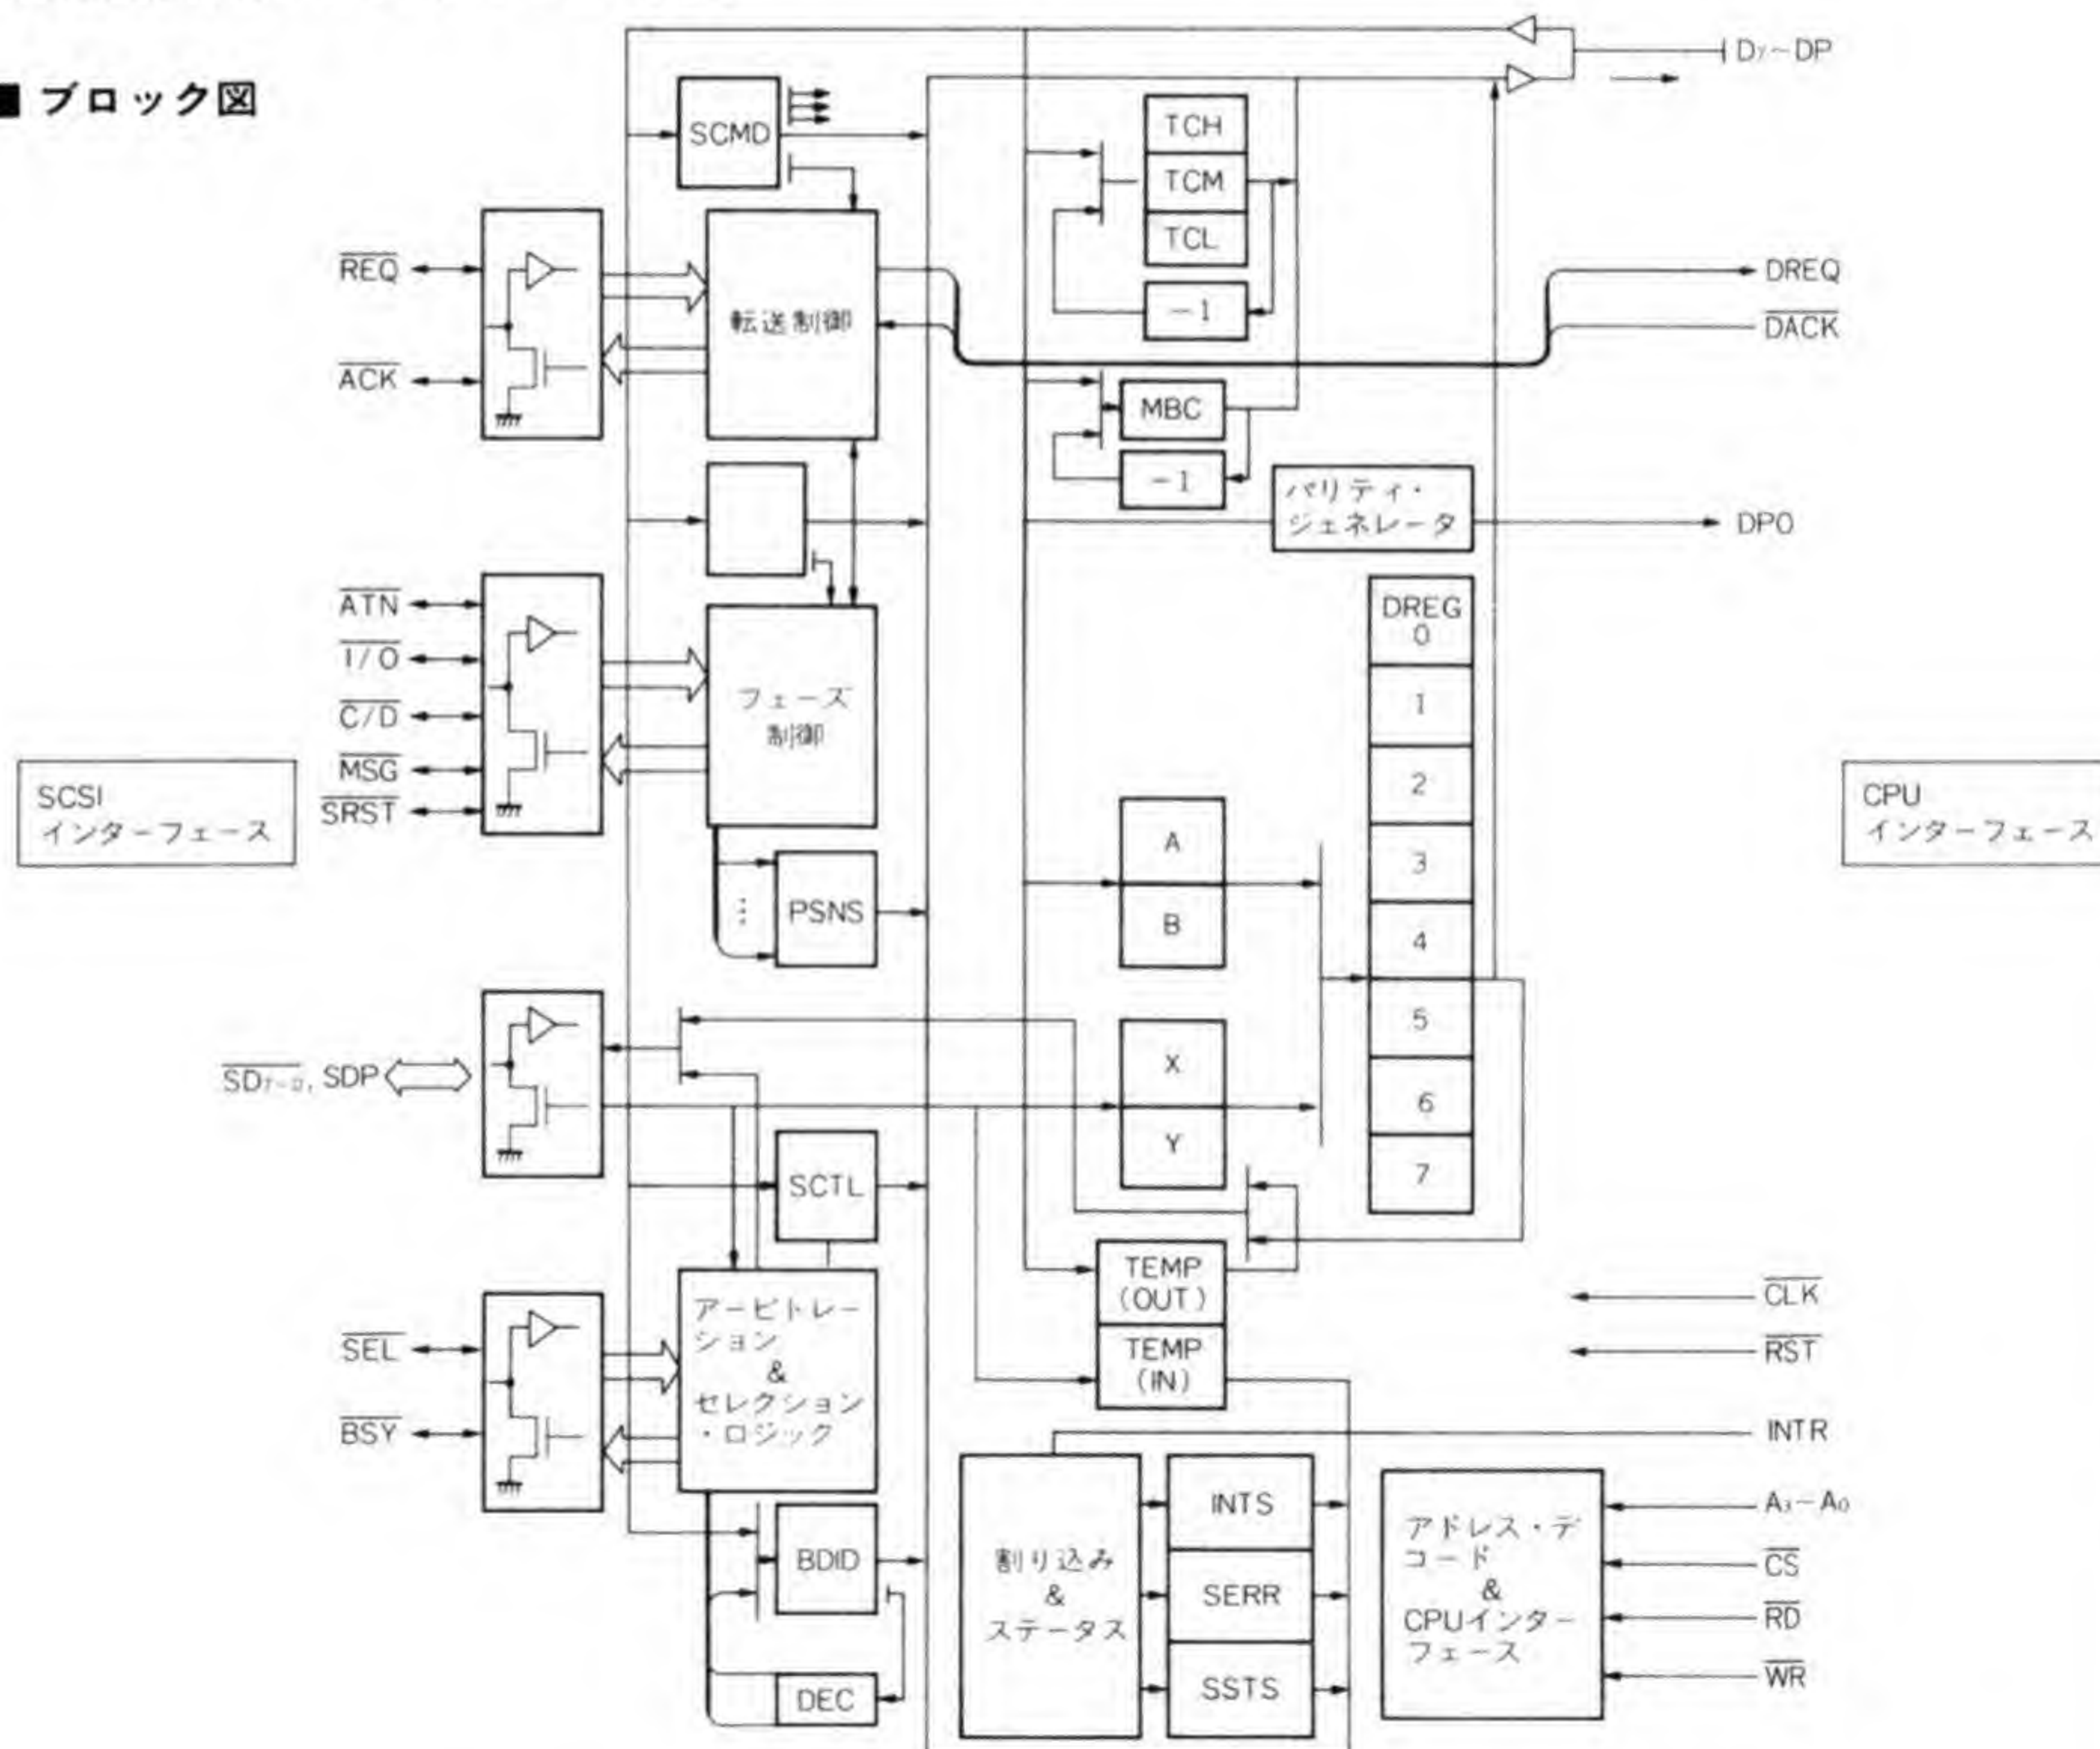 ■ ブロック図
D7~DP
SCMD
TCH
TCM
TCL
-1
REQ
ACK
転送制御
DREQ
DACK
MBC
-1
パリティ・
ジェネレータ
DPO
ATN
I/O
C/D
MSG
SRST
フェーズ
制御
DREG
0
1
2
3
4
5
6
7
SCSI
インターフェース
CPU
インターフェース
A
B
PSNS
SD7-0, SDP
X
Y
SCTL
TEMP
(OUT)
TEMP
(IN)
CLK
RST
SEL
BSY
アービトレー
ション
&
セレクション
・ロジック
INTR
BDID
DEC
割り込み
&
ステータス
INTS
SERR
SSTS
アドレス・デ
コード
&
CPUインター
フェース
A3-A0
CS
RD
WR